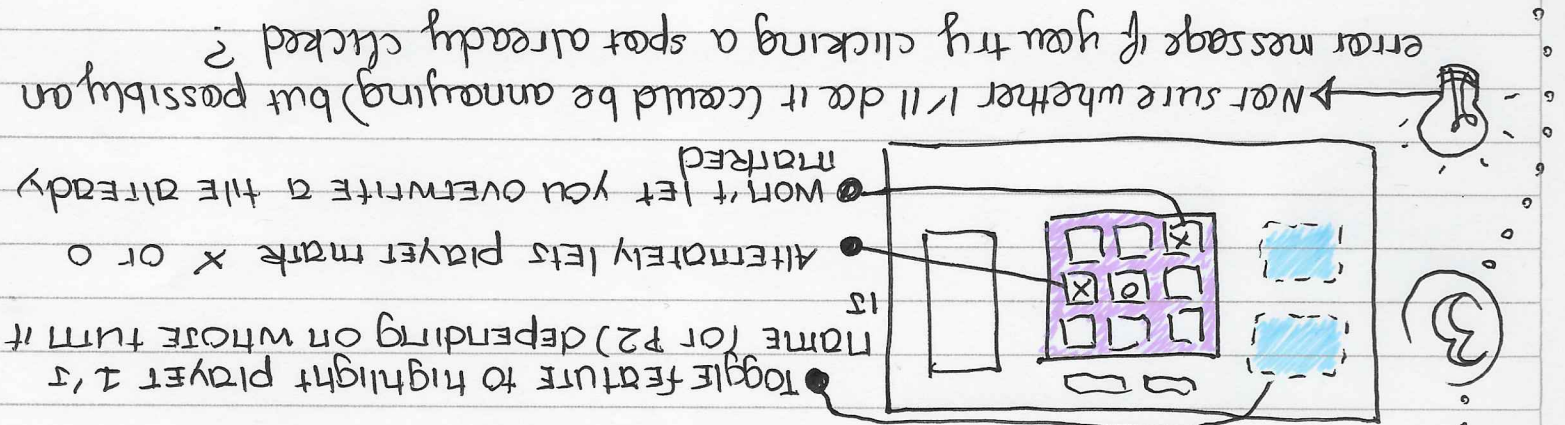 3
Toggle feature to highlight player 1's
name (or P2) depending on whose turn it
is
Alternately lets player mark X or O
X O
Won't let you overwrite a tile already
marked
X
Not sure whether I'll do it (could be annoying) but possibly an
error message if you try clicking a spot already clicked?